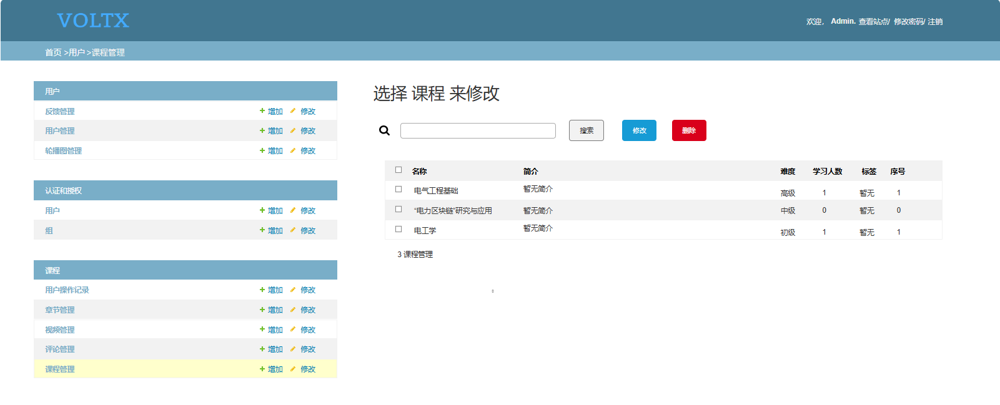 VOLTX
欢迎, Admin. 查看站点/ 修改密码/ 注销
首页 >用户 >课程管理
用户
反馈管理 增加 修改
用户管理 增加 修改
轮播图管理 增加 修改
认证和授权
用户 增加 修改
组 增加 修改
课程
用户操作记录 增加 修改
章节管理 增加 修改
视频管理 增加 修改
评论管理 增加 修改
课程管理 增加 修改
选择 课程 来修改
搜索 修改 删除
名称 简介 难度 学习人数 标签 序号
电气工程基础 暂无简介 高级 1 暂无 1
“电力区块链”研究与应用 暂无简介 中级 0 暂无 0
电工学 暂无简介 初级 1 暂无 1
3 课程管理